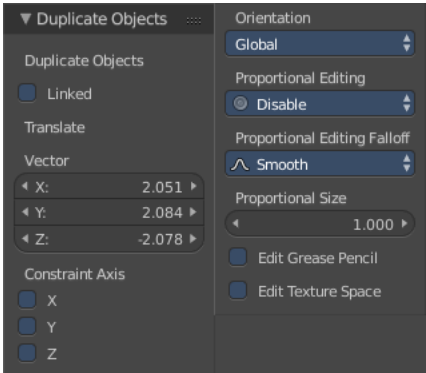 Duplicate Objects
Duplicate Objects
Linked
Translate
Vector
X: 2.051
Y: 2.084
Z: -2.078
Constraint Axis
X
Y
Z
Orientation
Global
Proportional Editing
Disable
Proportional Editing Falloff
Smooth
Proportional Size
1.000
Edit Grease Pencil
Edit Texture Space